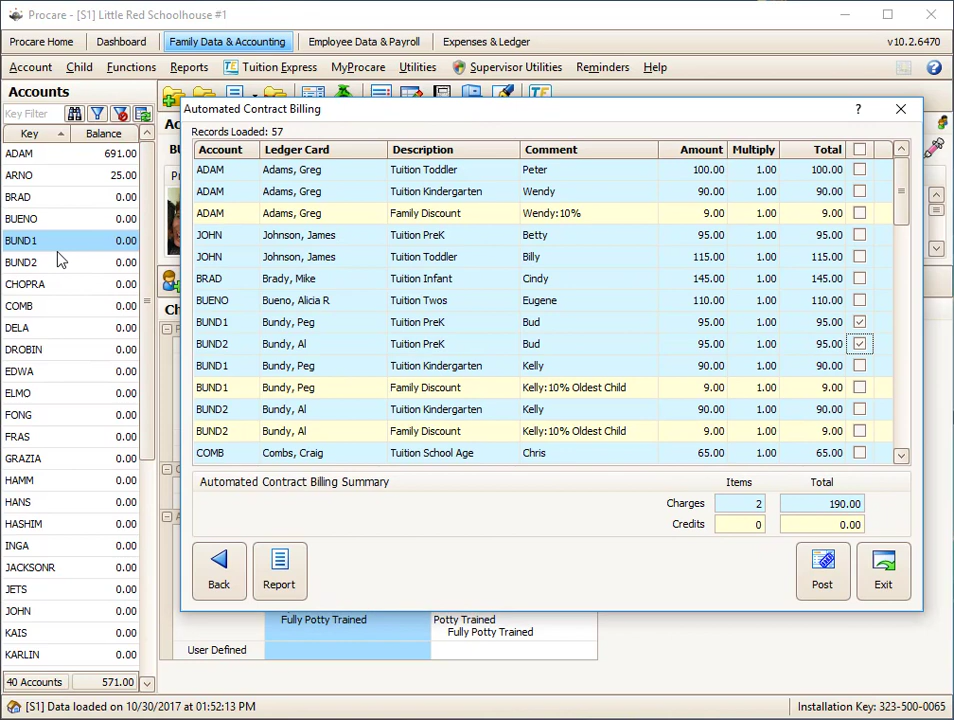 Procare - [S1] Little Red Schoolhouse #1
Procare Home Dashboard Family Data & Accounting Employee Data & Payroll Expenses & Ledger v10.2.6470
Account Child Functions Reports TE Tuition Express MyProcare Utilities Supervisor Utilities Reminders Help ?
Accounts
Key Filter
Key Balance
ADAM 691.00
ARNO 25.00
BRAD 0.00
BUENO 0.00
BUND1 0.00
BUND2 0.00
CHOPRA 0.00
COMB 0.00
DELA 0.00
DROBIN 0.00
EDWA 0.00
ELMO 0.00
FONG 0.00
FRAS 0.00
GRAZIA 0.00
HAMM 0.00
HANS 0.00
HASHIM 0.00
INGA 0.00
JACKSONR 0.00
JETS 0.00
JOHN 0.00
KAIS 0.00
KARLIN 0.00
40 Accounts 571.00
TE
Automated Contract Billing ?
Records Loaded: 57
Account Ledger Card Description Comment Amount Multiply Total
ADAM Adams, Greg Tuition Toddler Peter 100.00 1.00 100.00
ADAM Adams, Greg Tuition Kindergarten Wendy 90.00 1.00 90.00
ADAM Adams, Greg Family Discount Wendy:10% 9.00 1.00 9.00
JOHN Johnson, James Tuition PreK Betty 95.00 1.00 95.00
JOHN Johnson, James Tuition Toddler Billy 115.00 1.00 115.00
BRAD Brady, Mike Tuition Infant Cindy 145.00 1.00 145.00
BUENO Bueno, Alicia R Tuition Twos Eugene 110.00 1.00 110.00
BUND1 Bundy, Peg Tuition PreK Bud 95.00 1.00 95.00
BUND2 Bundy, Al Tuition PreK Bud 95.00 1.00 95.00
BUND1 Bundy, Peg Tuition Kindergarten Kelly 90.00 1.00 90.00
BUND1 Bundy, Peg Family Discount Kelly:10% Oldest Child 9.00 1.00 9.00
BUND2 Bundy, Al Tuition Kindergarten Kelly 90.00 1.00 90.00
BUND2 Bundy, Al Family Discount Kelly:10% Oldest Child 9.00 1.00 9.00
COMB Combs, Craig Tuition School Age Chris 65.00 1.00 65.00
Automated Contract Billing Summary Items Total
Charges 2 190.00
Credits 0 0.00
Back Report Post Exit
Fully Potty Trained Potty Trained
Fully Potty Trained
User Defined
[S1] Data loaded on 10/30/2017 on 01:52:13 PM Installation Key: 323-500-0065